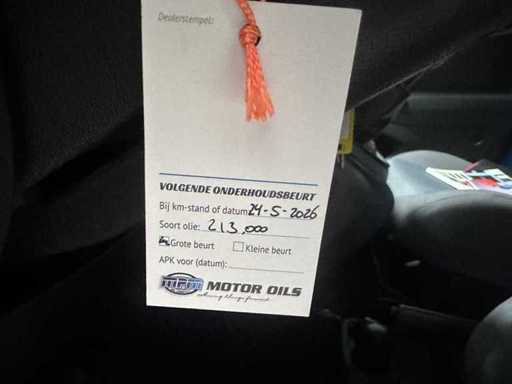 Dealerstempel:
VOLGENDE ONDERHOUDSBEURT
Bij km-stand of datum: 24-5-2026
Soort olie: 213,000
Grote beurt Kleine beurt
APK voor (datum):
mpm MOTOR OILS